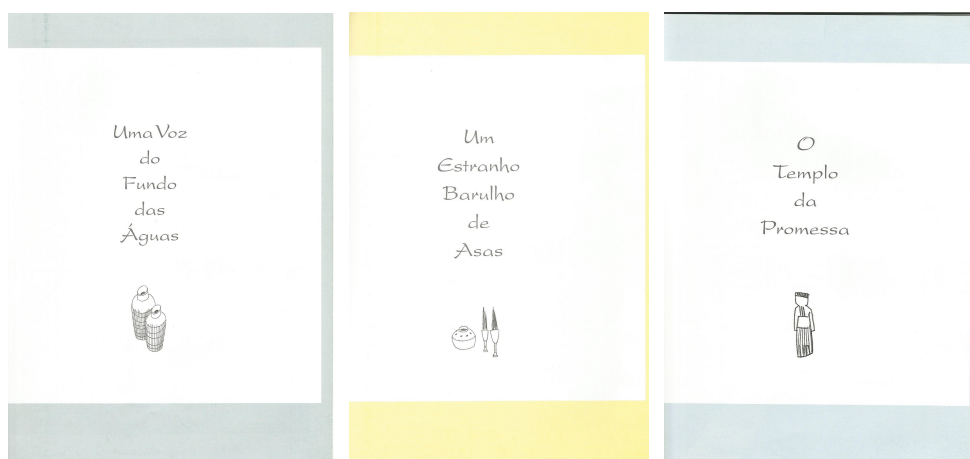 Uma Voz
do
Fundo
das
Águas
Um
Estranho
Barulho
de
Asas
O
Templo
da
Promessa